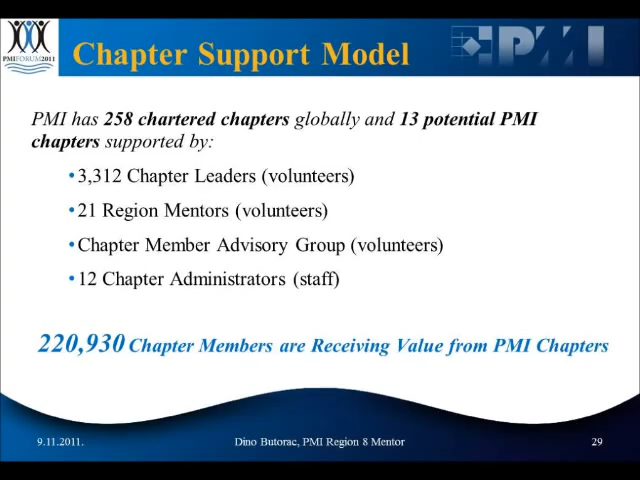 PMIFORUM2011
Chapter Support Model
PMI
PMI has 258 chartered chapters globally and 13 potential PMI
chapters supported by:
•3,312 Chapter Leaders (volunteers)
•21 Region Mentors (volunteers)
•Chapter Member Advisory Group (volunteers)
•12 Chapter Administrators (staff)
220,930 Chapter Members are Receiving Value from PMI Chapters
9.11.2011.
Dino Butorac, PMI Region 8 Mentor
29